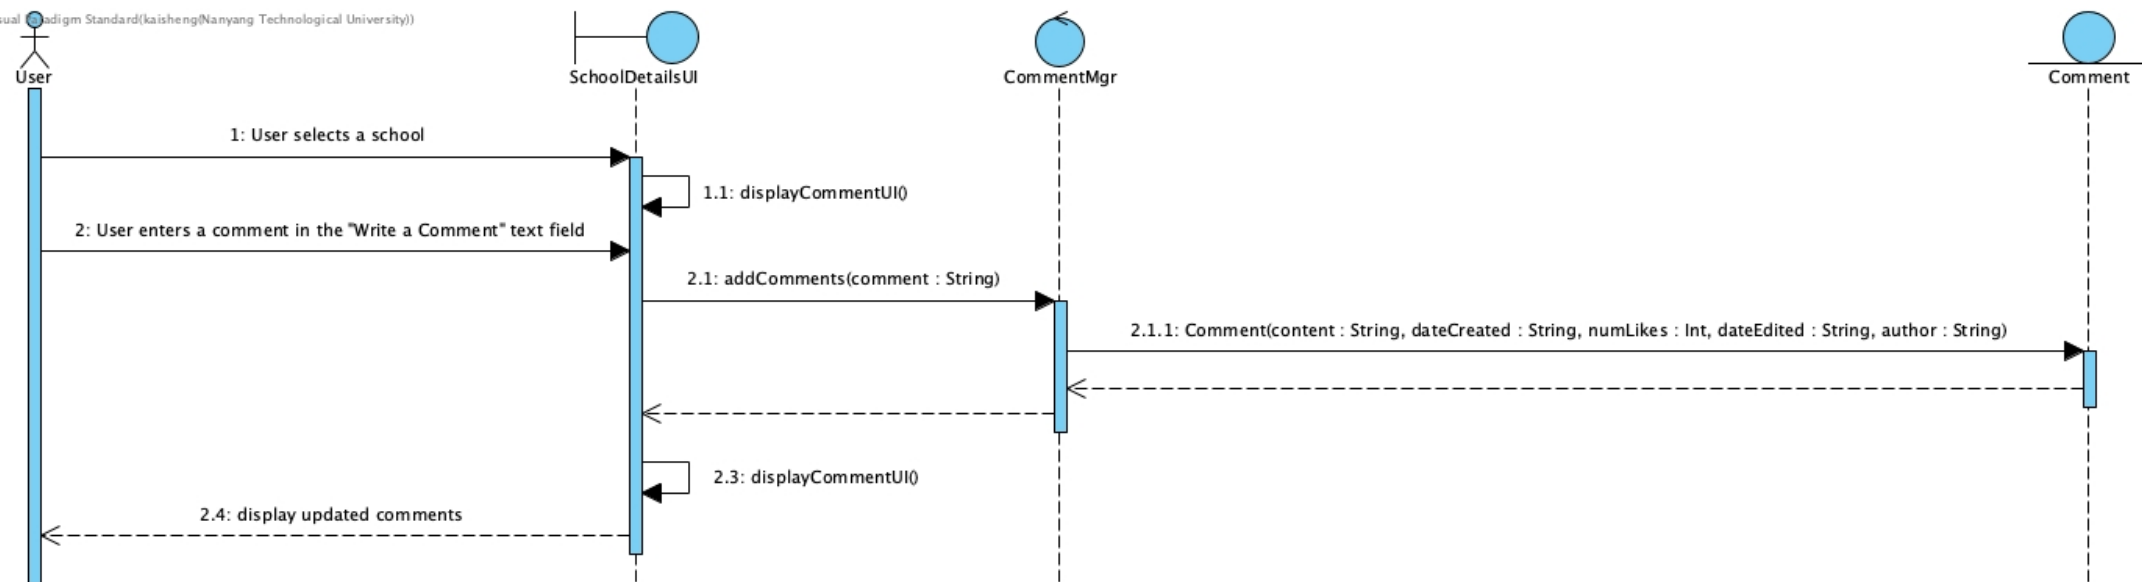 Paradigm Standard(kaisheng(Nanyang Technological University))
User
SchoolDetailsUI
CommentMgr
Comment
1: User selects a school
1.1: displayCommentUI()
2: User enters a comment in the "Write a Comment" text field
2.1: addComments(comment : String)
2.1.1: Comment(content : String, dateCreated : String, numLikes : Int, dateEdited : String, author : String)
2.3: displayCommentUI()
2.4: display updated comments